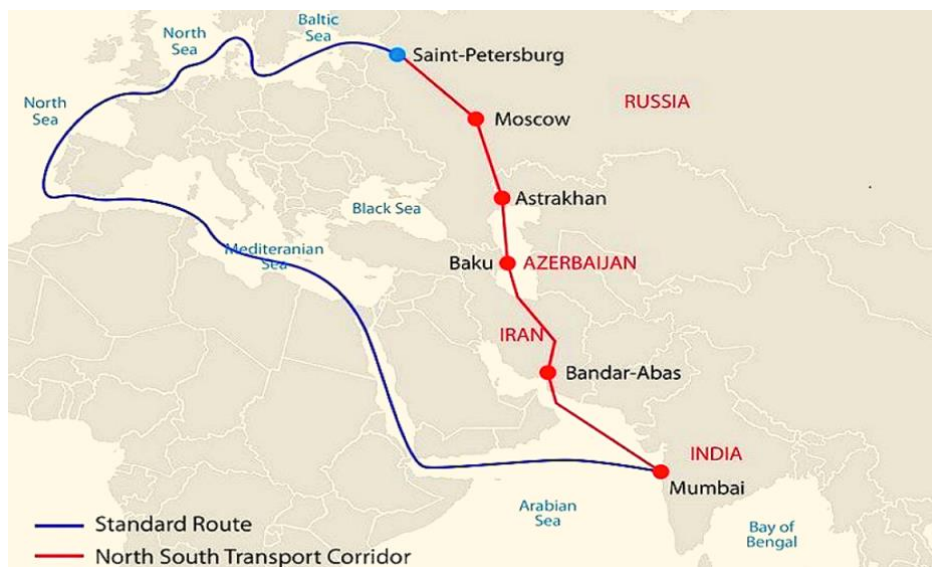 North
Sea
Baltic
Sea
Saint-Petersburg
RUSSIA
North
Sea
Moscow
Astrakhan
Black Sea
Mediteranian
Sea
Baku
AZERBAIJAN
IRAN
Bandar-Abas
INDIA
Mumbai
Arabian
Sea
Bay of
Bengal
Standard Route
North South Transport Corridor